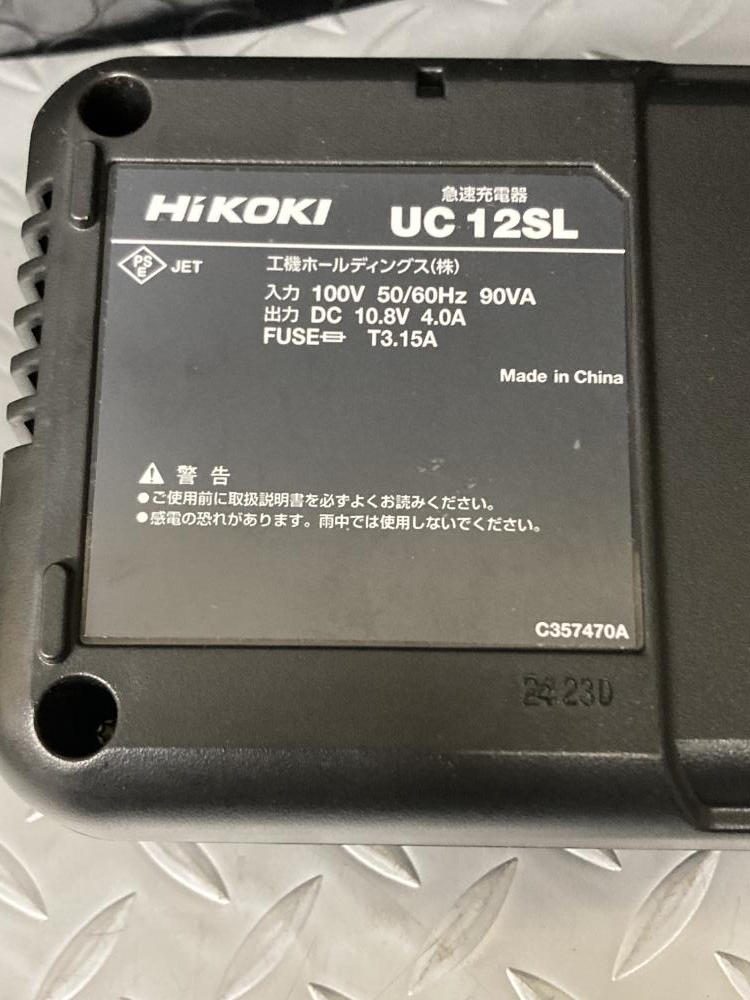 急速充電器
HiKOKI UC 12SL
PS E JET 工機ホールディングス(株)
入力 100V 50/60Hz 90VA
出力 DC 10.8V 4.0A
FUSE T3.15A
Made in China
警告
●ご使用前に取扱説明書を必ずよくお読みください。
●感電の恐れがあります。雨中では使用しないでください。
C357470A